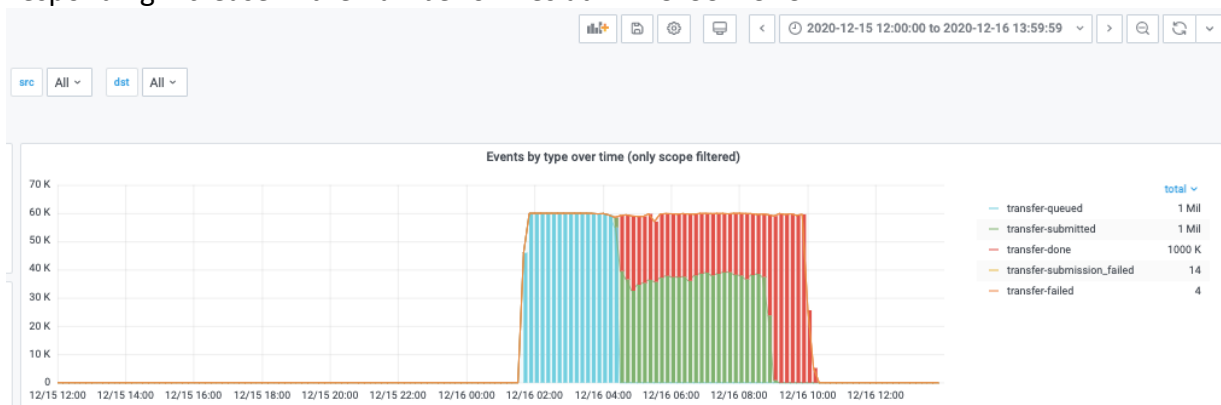 2020-12-15 12:00:00 to 2020-12-16 13:59:59
src All dst All
Events by type over time (only scope filtered)
70 K
60 K
50 K
40 K
30 K
20 K
10 K
0
12/15 12:00 12/15 14:00 12/15 16:00 12/15 18:00 12/15 20:00 12/15 22:00 12/16 00:00 12/16 02:00 12/16 04:00 12/16 06:00 12/16 08:00 12/16 10:00 12/16 12:00
total
transfer-queued 1 Mil
transfer-submitted 1 Mil
transfer-done 1000 K
transfer-submission_failed 14
transfer-failed 4